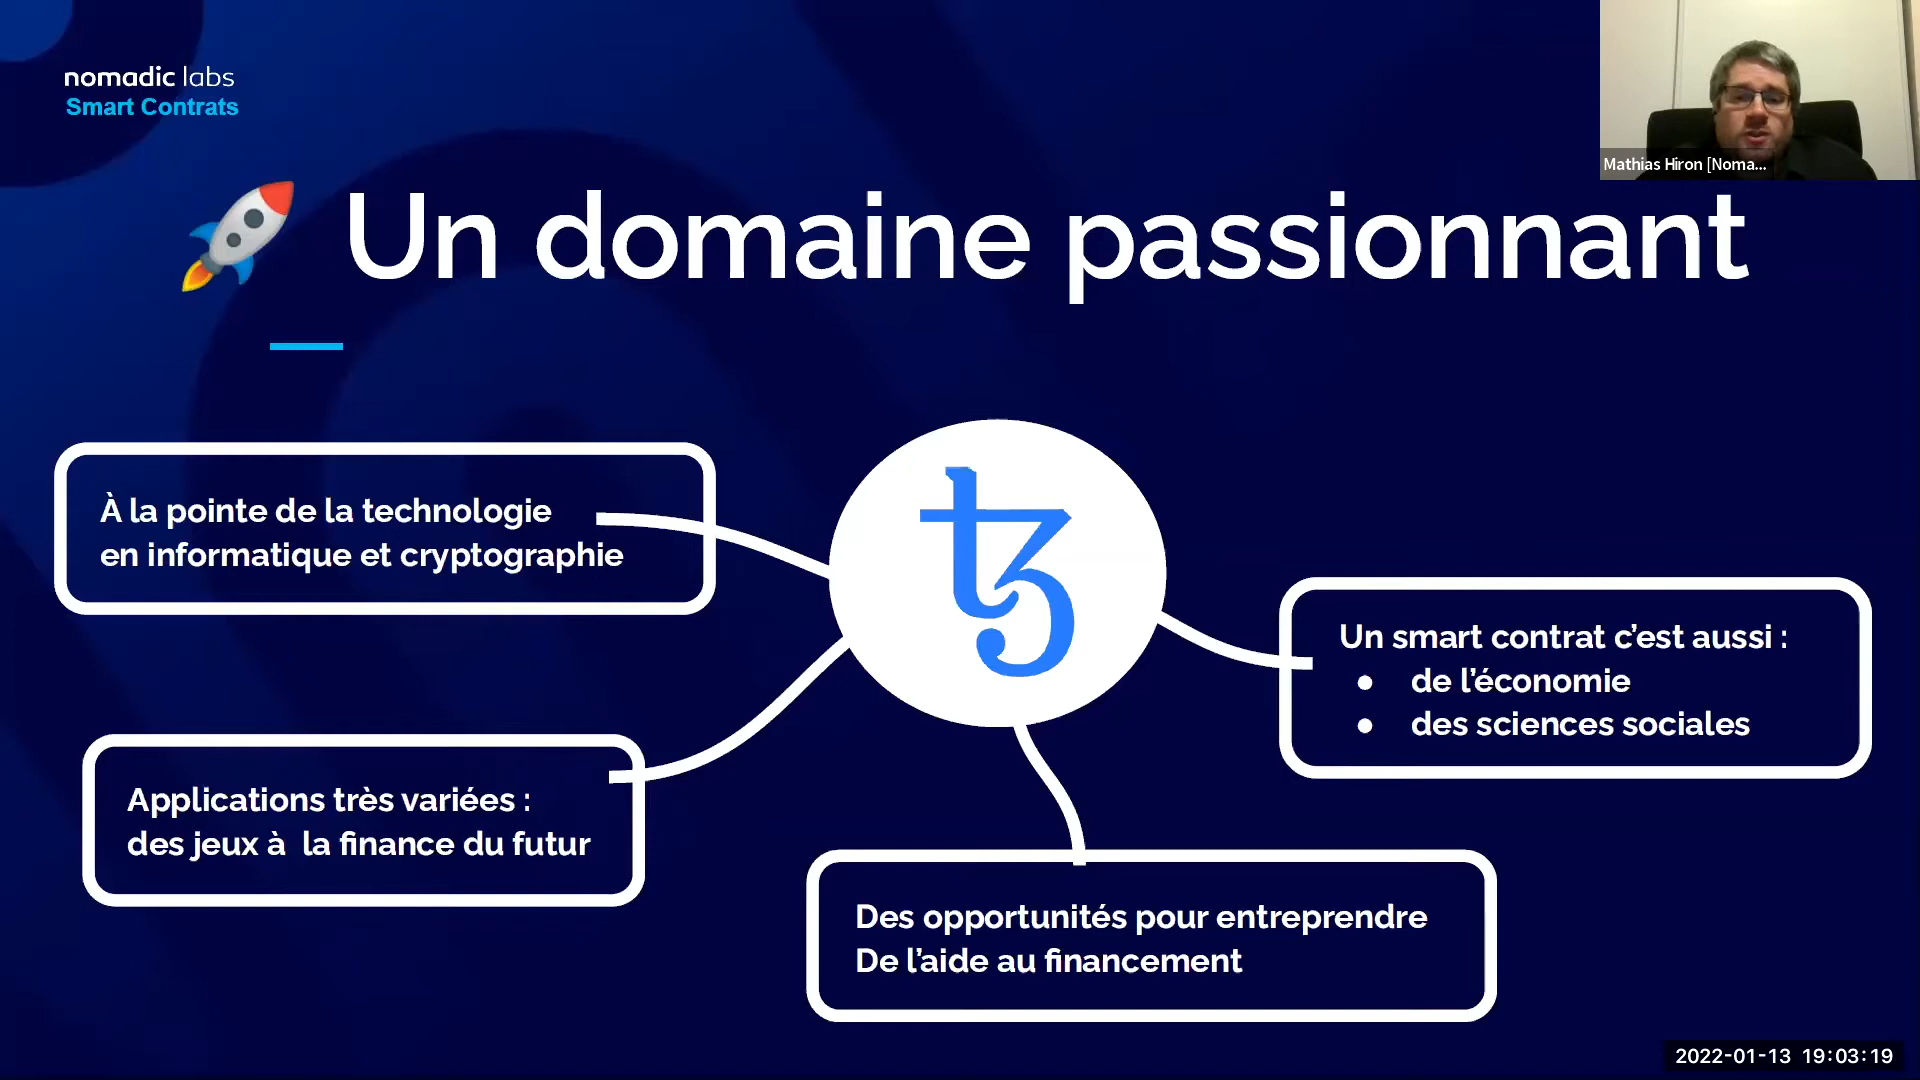 nomadic labs
Smart Contrats
Mathias Hiron [Noma...
Un domaine passionnant
À la pointe de la technologie
en informatique et cryptographie
Un smart contrat c’est aussi :
● de l’économie
● des sciences sociales
Applications très variées :
des jeux à  la finance du futur
Des opportunités pour entreprendre
De l’aide au financement
2022-01-13 19:03:19